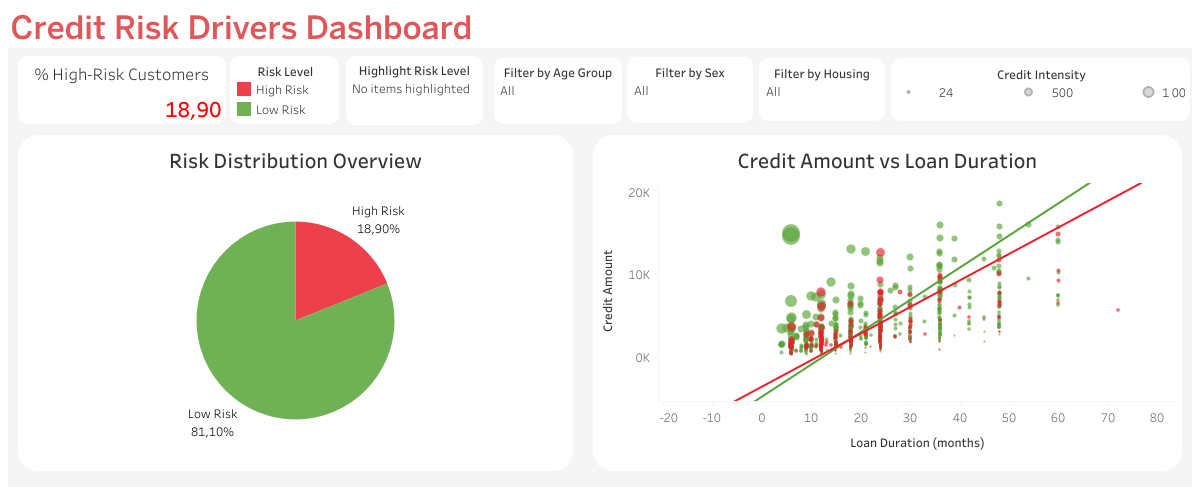 Credit Risk Drivers Dashboard
% High-Risk Customers
18,90
Risk Level
High Risk
Low Risk
Highlight Risk Level
No items highlighted
Filter by Age Group
All
Filter by Sex
All
Filter by Housing
All
Credit Intensity
24
500
1 00
Risk Distribution Overview
High Risk
18,90%
Low Risk
81,10%
Credit Amount vs Loan Duration
20K
10K
0K
Credit Amount
-20 -10 0 10 20 30 40 50 60 70 80
Loan Duration (months)